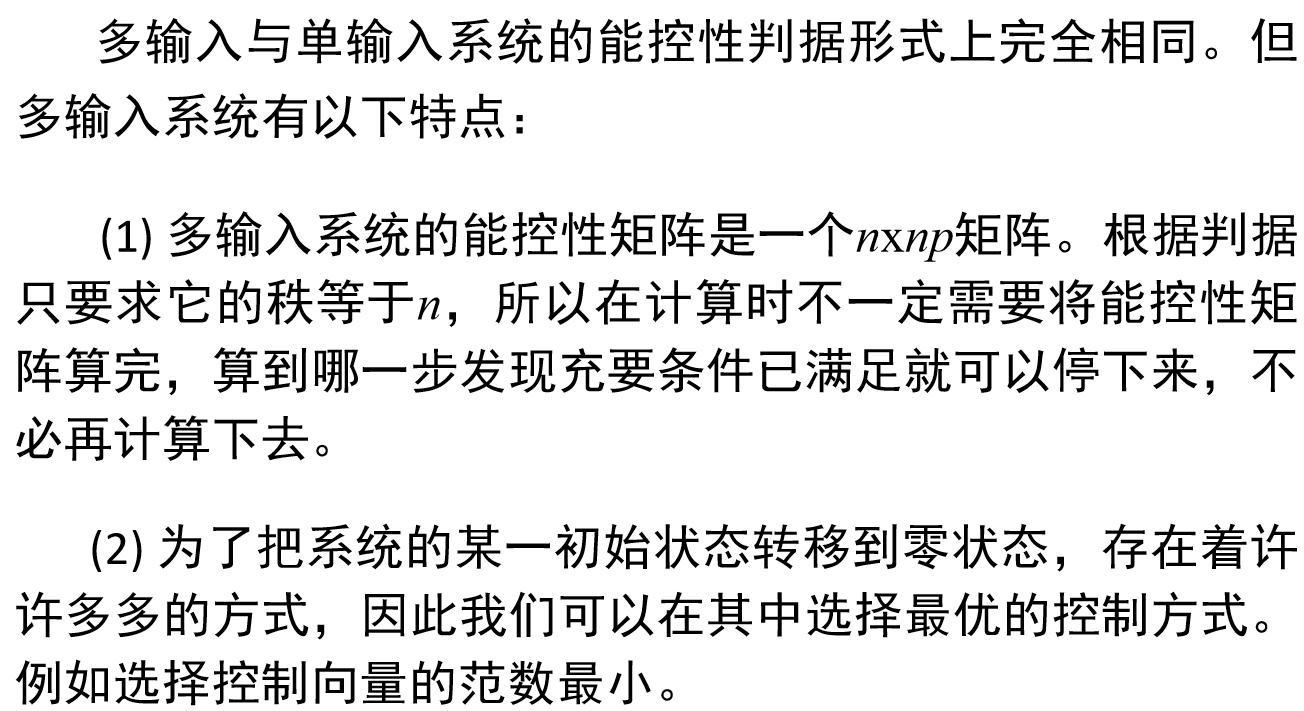 多输入与单输入系统的能控性判据形式上完全相同。但
多输入系统有以下特点：
(1) 多输入系统的能控性矩阵是一个nxnp矩阵。根据判据
只要求它的秩等于n，所以在计算时不一定需要将能控性矩
阵算完，算到哪一步发现充要条件已满足就可以停下来，不
必再计算下去。
(2) 为了把系统的某一初始状态转移到零状态，存在着许
许多多的方式，因此我们可以在其中选择最优的控制方式。
例如选择控制向量的范数最小。